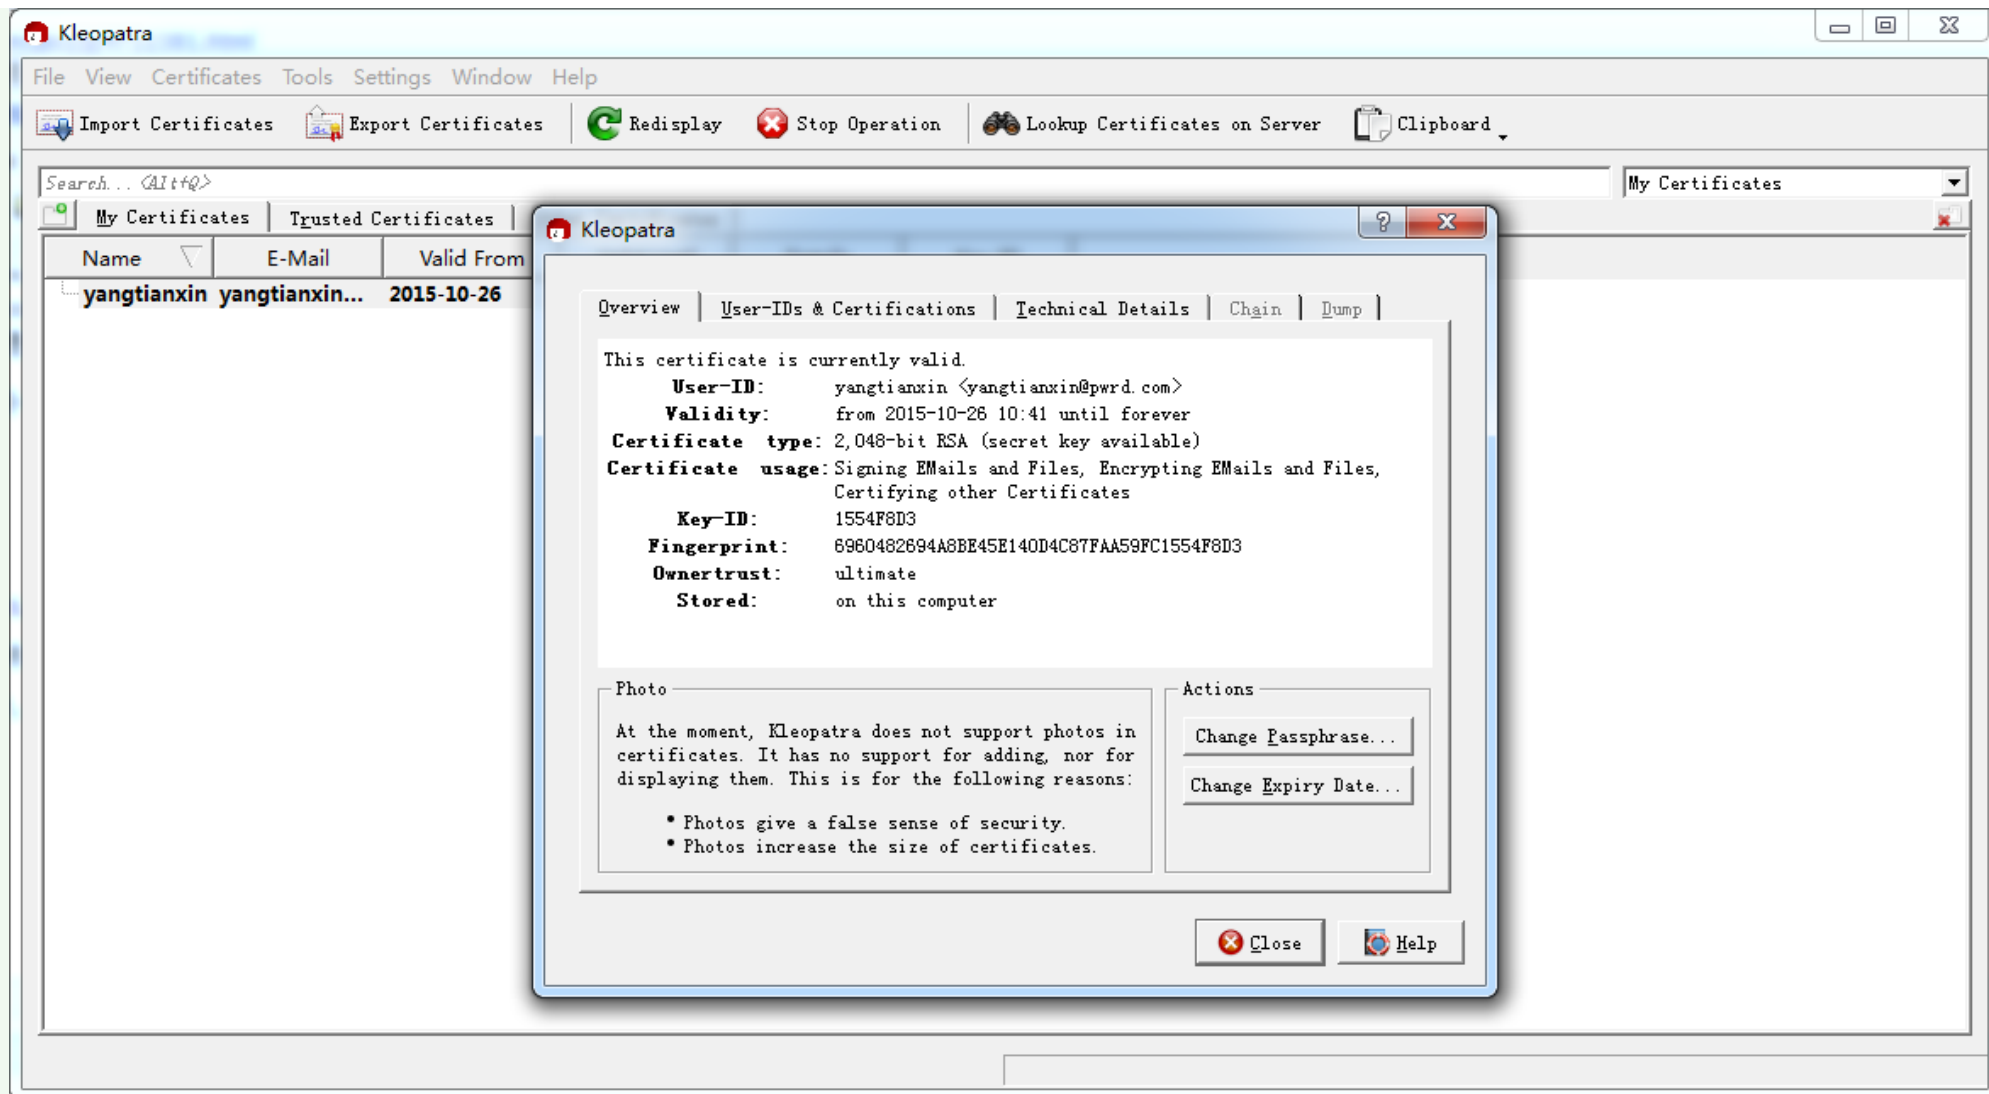 Kleopatra
File View Certificates Tools Settings Window Help
Import Certificates Export Certificates Redisplay Stop Operation Lookup Certificates on Server Clipboard
Search... <Alt+Q> My Certificates
My Certificates Trusted Certificates
Name E-Mail Valid From
yangtianxin yangtianxin... 2015-10-26
Kleopatra
Overview User-IDs & Certifications Technical Details Chain Dump
This certificate is currently valid.
User-ID: yangtianxin <yangtianxin@pwrd.com>
Validity: from 2015-10-26 10:41 until forever
Certificate type: 2,048-bit RSA (secret key available)
Certificate usage: Signing EMails and Files, Encrypting EMails and Files,
Certifying other Certificates
Key-ID: 1554F8D3
Fingerprint: 6960482694A8BE45E140D4C87FAA59FC1554F8D3
Ownertrust: ultimate
Stored: on this computer
Photo
At the moment, Kleopatra does not support photos in
certificates. It has no support for adding, nor for
displaying them. This is for the following reasons:
• Photos give a false sense of security.
• Photos increase the size of certificates.
Actions
Change Passphrase...
Change Expiry Date...
Close Help